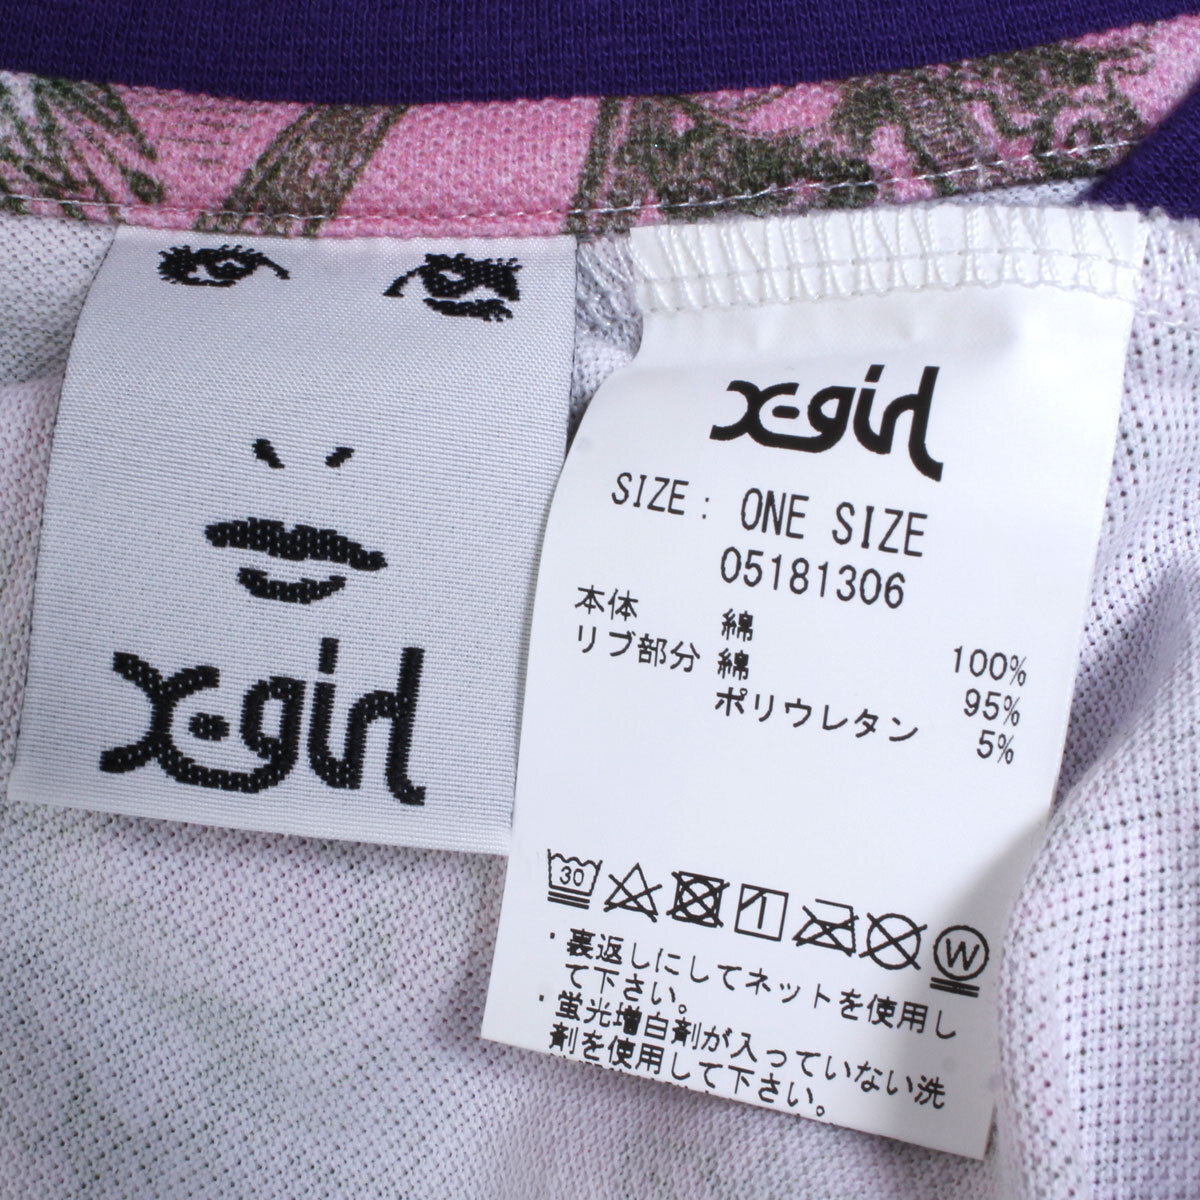 X-girl
X-girl
SIZE: ONE SIZE
05181306
本体 綿 100%
リブ部分 綿 95%
ポリウレタン 5%
30
W
・裏返しにしてネットを使用し
て下さい。
・蛍光増白剤が入っていない洗
剤を使用して下さい。